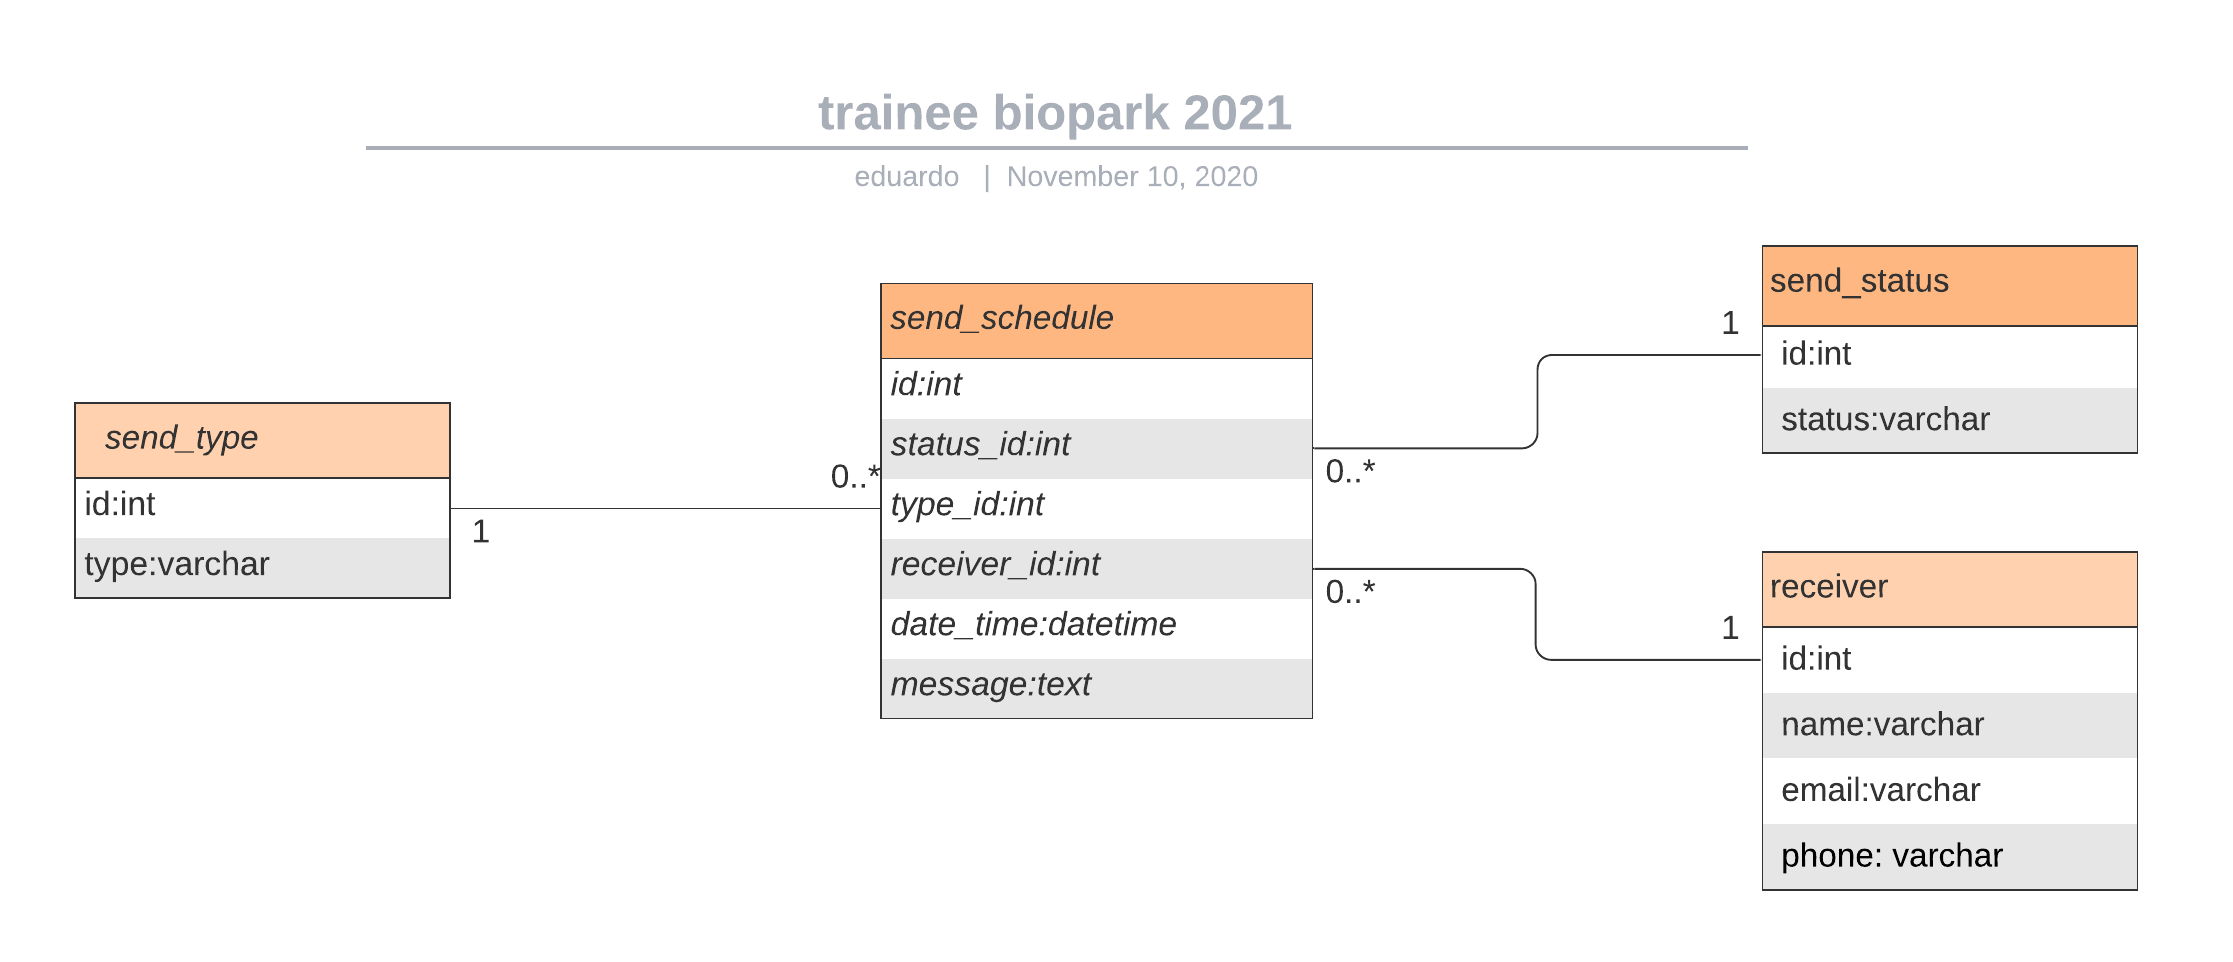 trainee biopark 2021
eduardo | November 10, 2020
send_type
id:int
type:varchar
1
0..*
send_schedule
id:int
status_id:int
type_id:int
receiver_id:int
date_time:datetime
message:text
0..*
1
0..*
1
send_status
id:int
status:varchar
receiver
id:int
name:varchar
email:varchar
phone: varchar